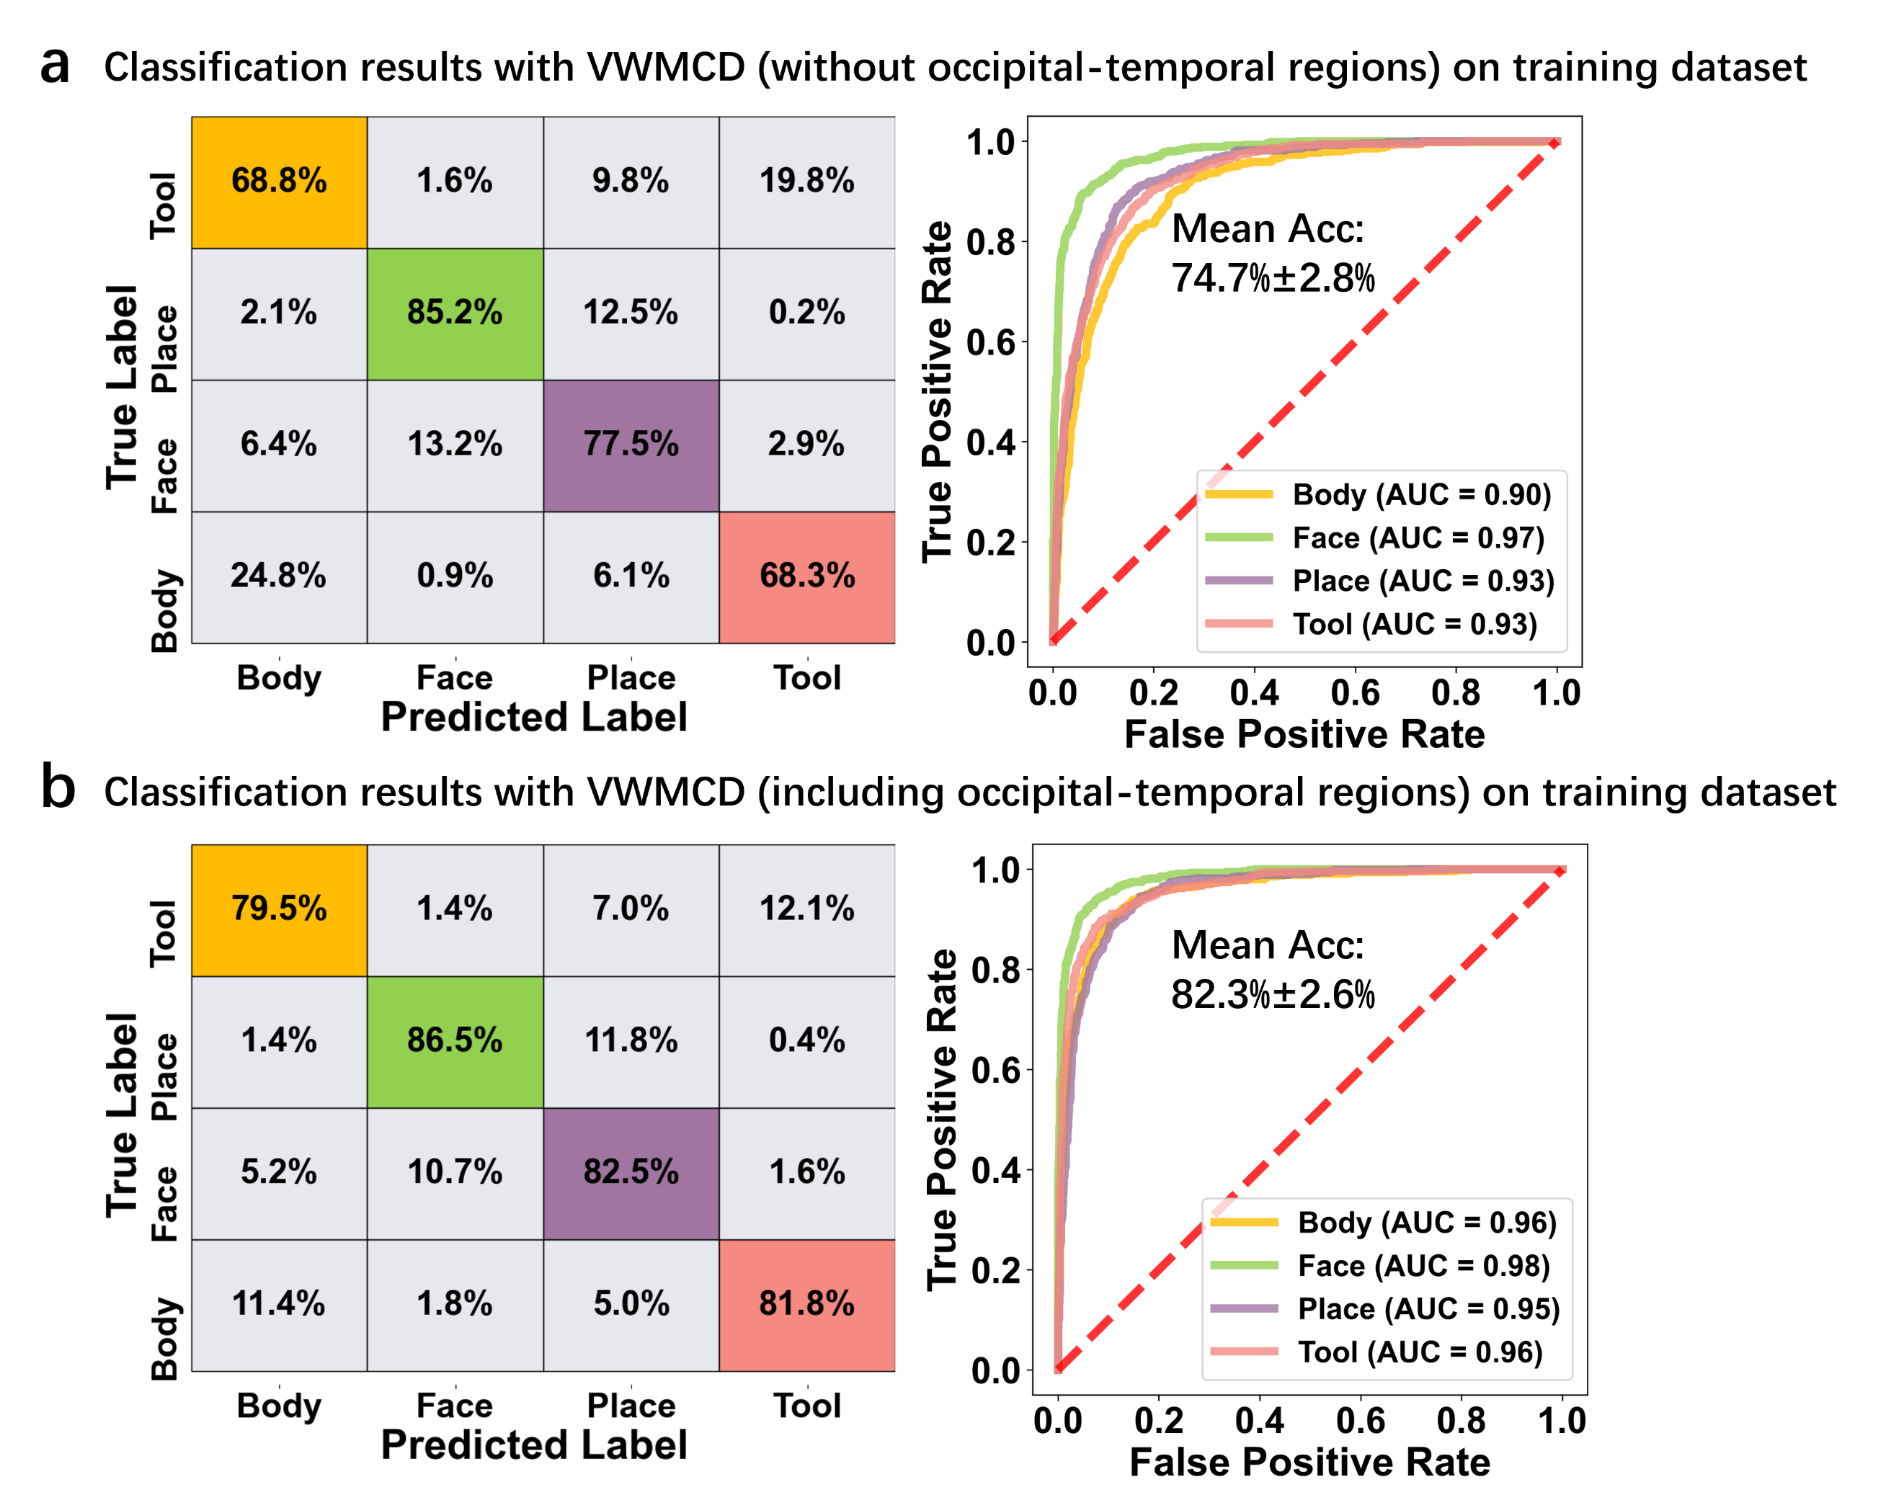 a Classification results with VWMCD (without occipital-temporal regions) on training dataset
True Label
Tool
Place
Face
Body
68.8% 1.6% 9.8% 19.8%
2.1% 85.2% 12.5% 0.2%
6.4% 13.2% 77.5% 2.9%
24.8% 0.9% 6.1% 68.3%
Body Face Place Tool
Predicted Label
True Positive Rate
1.0
0.8
0.6
0.4
0.2
0.0
Mean Acc:
74.7%±2.8%
Body (AUC = 0.90)
Face (AUC = 0.97)
Place (AUC = 0.93)
Tool (AUC = 0.93)
0.0 0.2 0.4 0.6 0.8 1.0
False Positive Rate
b Classification results with VWMCD (including occipital-temporal regions) on training dataset
True Label
Tool
Place
Face
Body
79.5% 1.4% 7.0% 12.1%
1.4% 86.5% 11.8% 0.4%
5.2% 10.7% 82.5% 1.6%
11.4% 1.8% 5.0% 81.8%
Body Face Place Tool
Predicted Label
True Positive Rate
1.0
0.8
0.6
0.4
0.2
0.0
Mean Acc:
82.3%±2.6%
Body (AUC = 0.96)
Face (AUC = 0.98)
Place (AUC = 0.95)
Tool (AUC = 0.96)
0.0 0.2 0.4 0.6 0.8 1.0
False Positive Rate